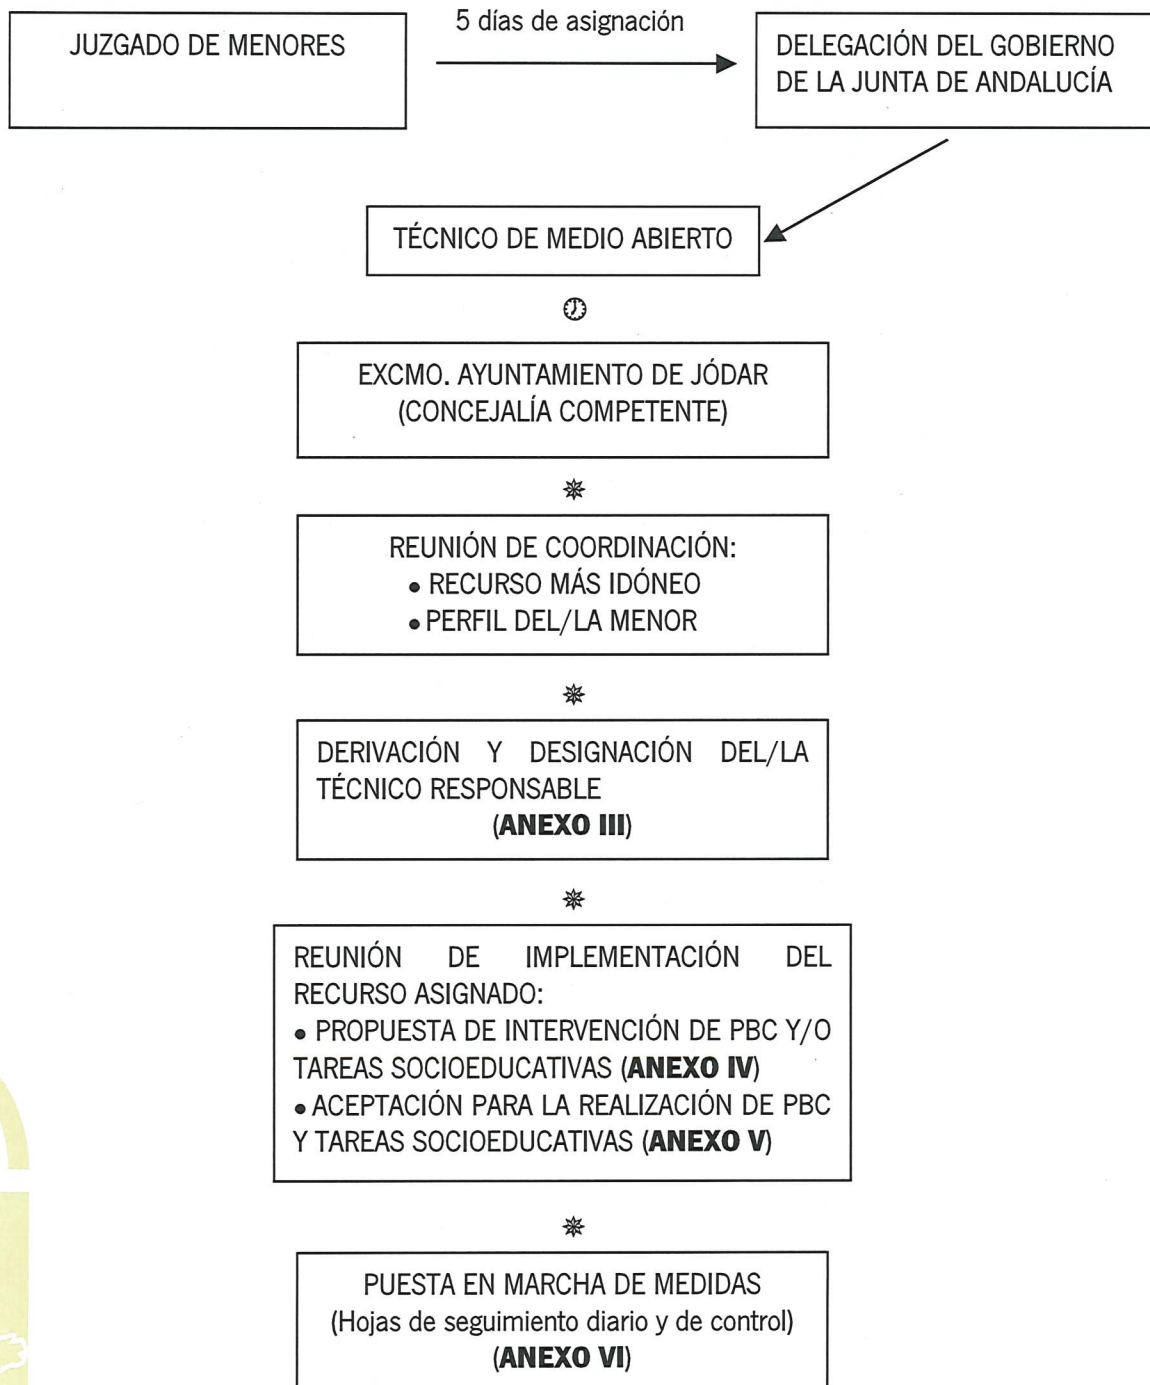 JUZGADO DE MENORES
5 días de asignación
DELEGACIÓN DEL GOBIERNO
DE LA JUNTA DE ANDALUCÍA
TÉCNICO DE MEDIO ABIERTO
EXCMO. AYUNTAMIENTO DE JÓDAR
(CONCEJALÍA COMPETENTE)
REUNIÓN DE COORDINACIÓN:
• RECURSO MÁS IDÓNEO
• PERFIL DEL/LA MENOR
DERIVACIÓN Y DESIGNACIÓN DEL/LA
TÉCNICO RESPONSABLE
(ANEXO III)
REUNIÓN DE IMPLEMENTACIÓN DEL
RECURSO ASIGNADO:
• PROPUESTA DE INTERVENCIÓN DE PBC Y/O
TAREAS SOCIOEDUCATIVAS (ANEXO IV)
• ACEPTACIÓN PARA LA REALIZACIÓN DE PBC
Y TAREAS SOCIOEDUCATIVAS (ANEXO V)
PUESTA EN MARCHA DE MEDIDAS
(Hojas de seguimiento diario y de control)
(ANEXO VI)